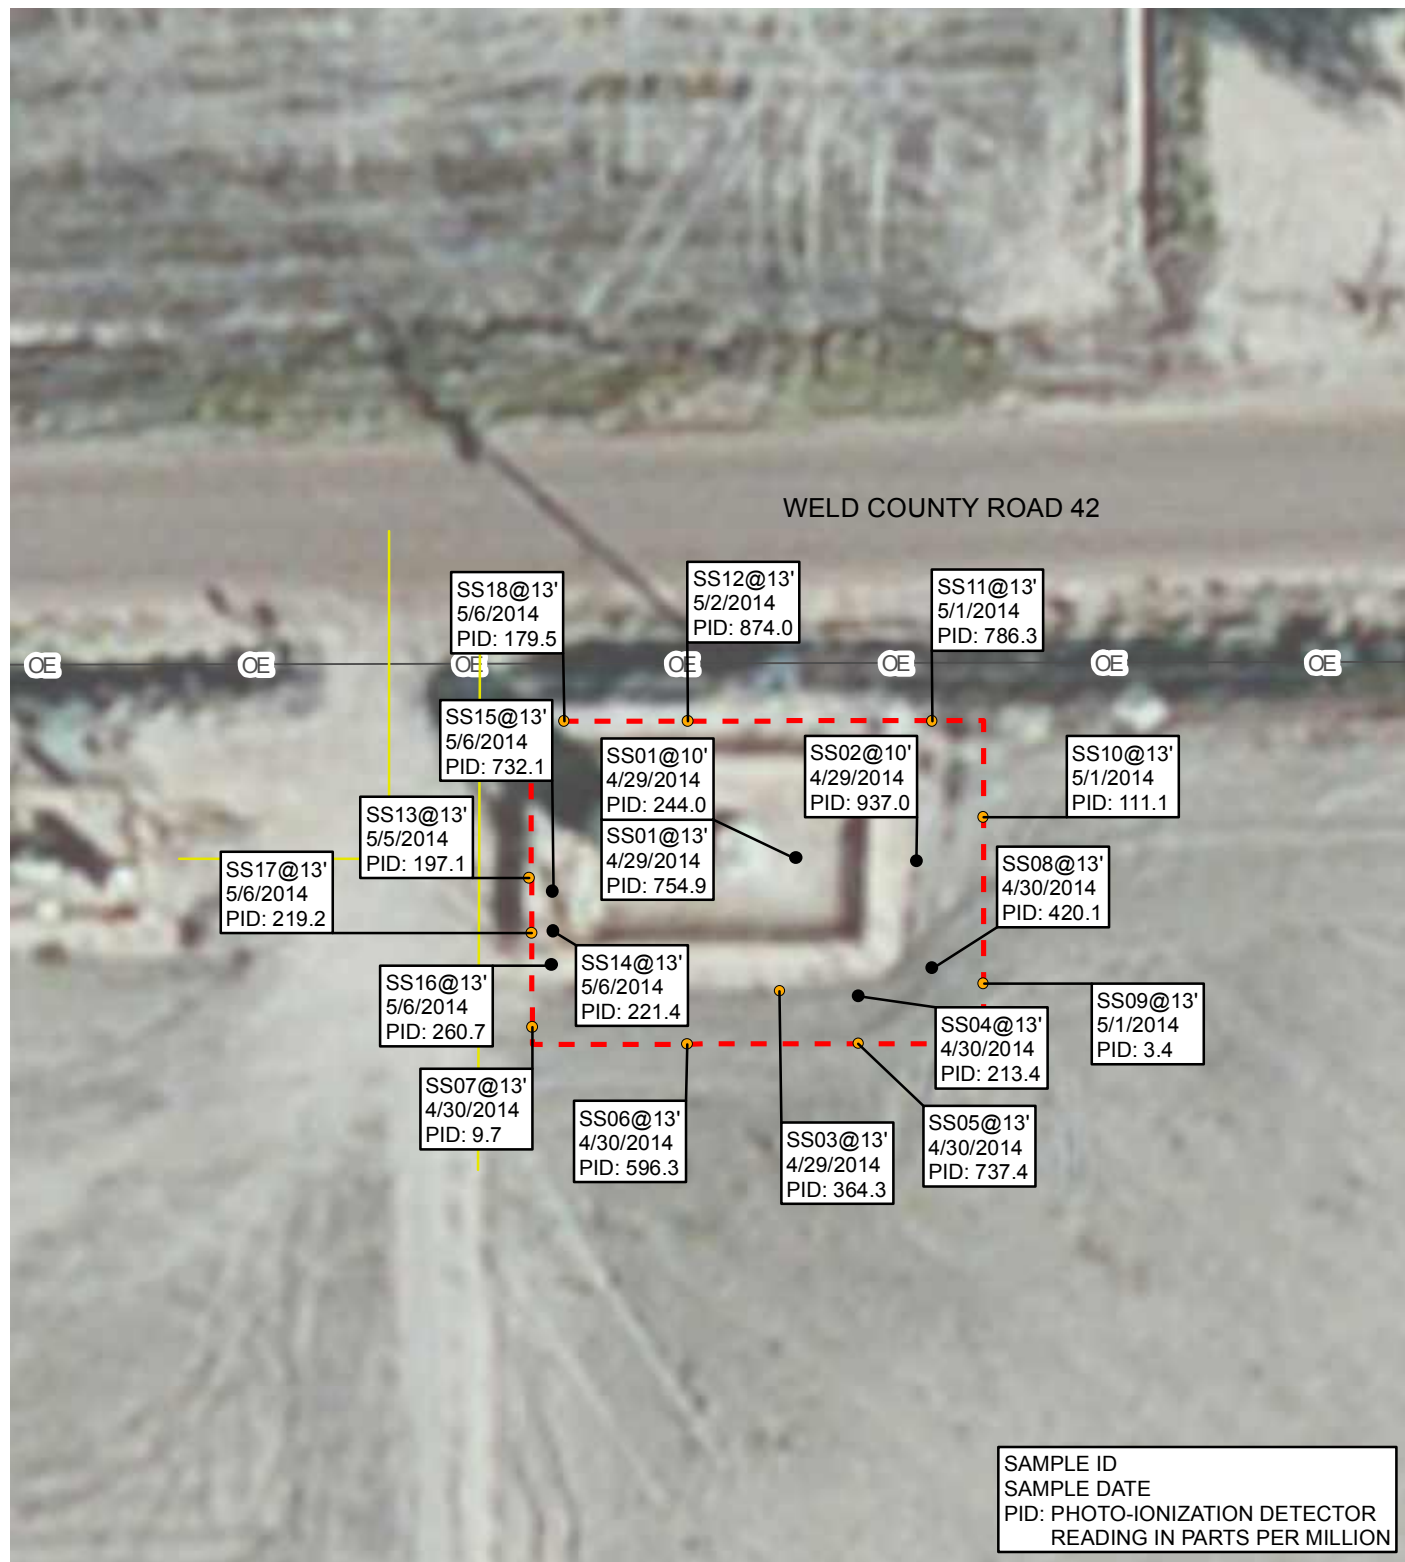 WELD COUNTY ROAD 42
SS18@13'
5/6/2014
PID: 179.5
SS12@13'
5/2/2014
PID: 874.0
SS11@13'
5/1/2014
PID: 786.3
OE
OE
OE
OE
OE
OE
OE
SS15@13'
5/6/2014
PID: 732.1
SS01@10'
4/29/2014
PID: 244.0
SS01@13'
4/29/2014
PID: 754.9
SS02@10'
4/29/2014
PID: 937.0
SS10@13'
5/1/2014
PID: 111.1
SS13@13'
5/5/2014
PID: 197.1
SS17@13'
5/6/2014
PID: 219.2
SS08@13'
4/30/2014
PID: 420.1
SS16@13'
5/6/2014
PID: 260.7
SS14@13'
5/6/2014
PID: 221.4
SS04@13'
4/30/2014
PID: 213.4
SS09@13'
5/1/2014
PID: 3.4
SS07@13'
4/30/2014
PID: 9.7
SS06@13'
4/30/2014
PID: 596.3
SS03@13'
4/29/2014
PID: 364.3
SS05@13'
4/30/2014
PID: 737.4
SAMPLE ID
SAMPLE DATE
PID: PHOTO-IONIZATION DETECTOR
READING IN PARTS PER MILLION